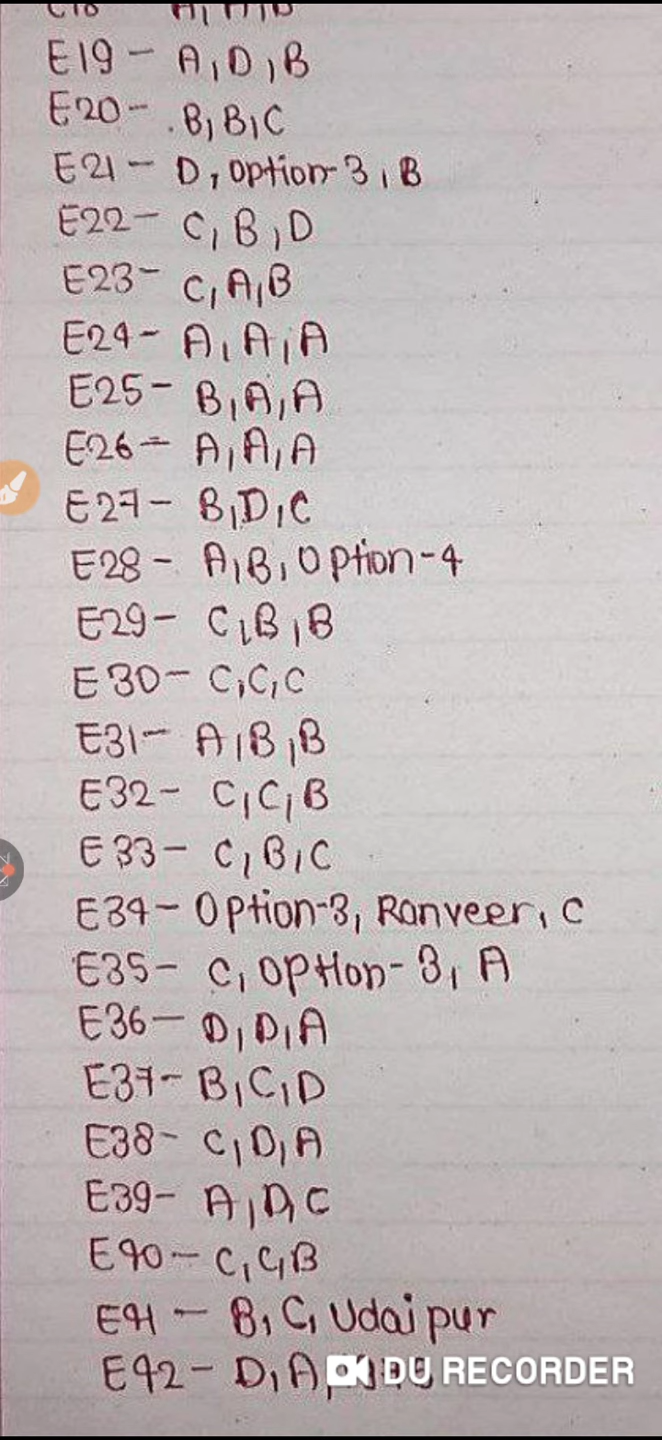 E19 - A, D, B
E20 - B, B, C
E21 - D, Option-3, B
E22 - C, B, D
E23 - C, A, B
E24 - A, A, A
E25 - B, A, A
E26 - A, A, A
E27 - B, D, C
E28 - A, B, Option-4
E29 - C, B, B
E30 - C, C, C
E31 - A, B, B
E32 - C, C, B
E33 - C, B, C
E34 - Option-3, Ranveer, C
E35 - C, Option-3, A
E36 - D, D, A
E37 - B, C, D
E38 - C, D, A
E39 - A, D, C
E40 - C, C, B
E41 - B, C, Udaipur
E42 - D, A,
DU RECORDER